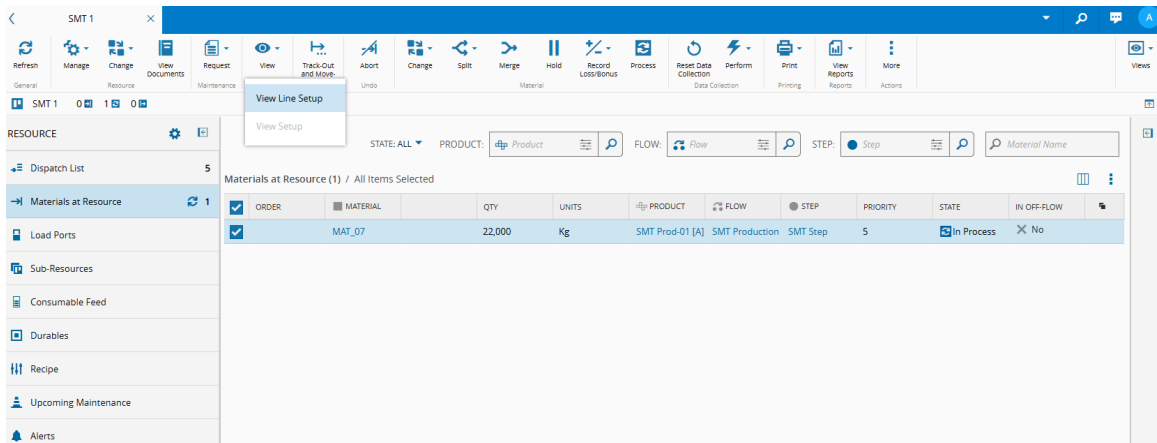 SMT 1
A
Refresh
Manage
Change
View Documents
Request
View
Track-Out and Move-
Abort
Change
Split
Merge
Hold
Record Loss/Bonus
Process
Reset Data Collection
Perform
Print
View Reports
More
Views
General
Resource
Maintenance
Undo
Material
Data Collection
Printing
Reports
Actions
SMT 1 0 1 0
View Line Setup
View Setup
RESOURCE
STATE: ALL PRODUCT: Product FLOW: Flow STEP: Step Material Name
Dispatch List 5
Materials at Resource (1) / All Items Selected
Materials at Resource 1
ORDER MATERIAL QTY UNITS PRODUCT FLOW STEP PRIORITY STATE IN OFF-FLOW
MAT_07 22,000 Kg SMT Prod-01 [A] SMT Production SMT Step 5 In Process No
Load Ports
Sub-Resources
Consumable Feed
Durables
Recipe
Upcoming Maintenance
Alerts